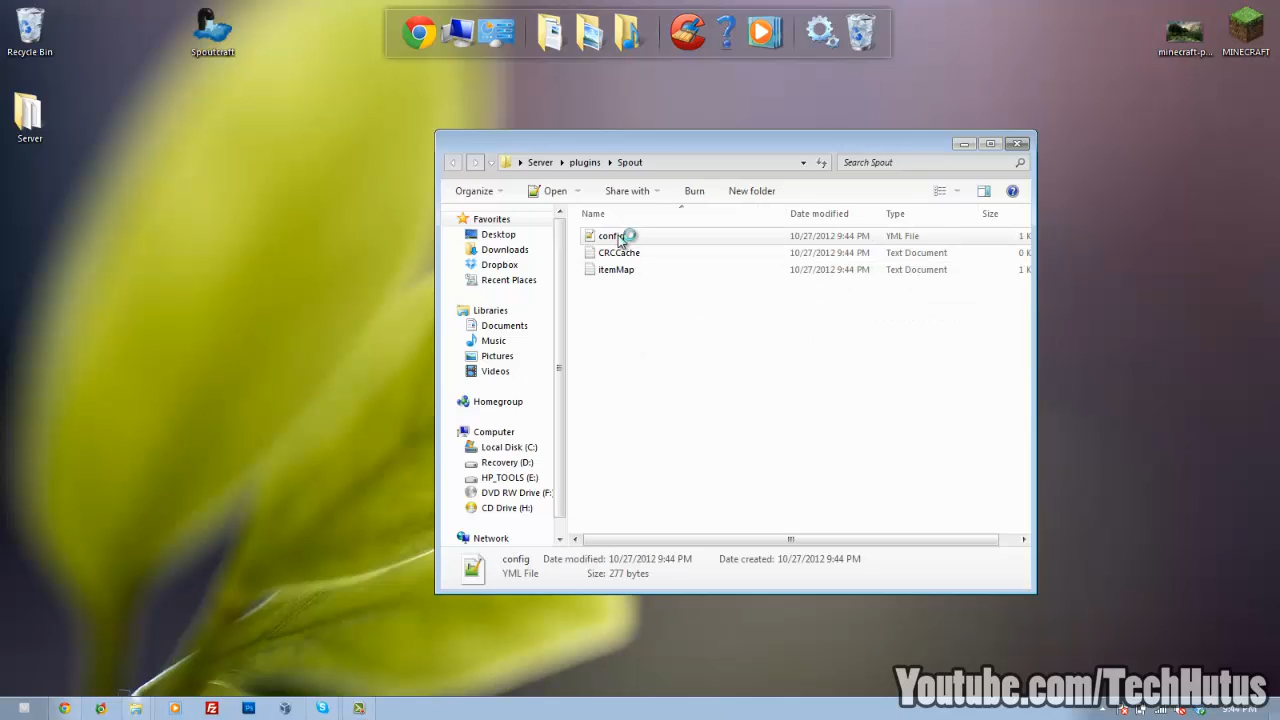 Recycle Bin
Spoutcraft
minecraft-p...
MINECRAFT
Server
Server
plugins
Spout
Search Spout
Organize
Open
Share with
Burn
New folder
Name
Date modified
Type
Size
Favorites
Desktop
Downloads
Dropbox
Recent Places
Libraries
Documents
Music
Pictures
Videos
Homegroup
Computer
Local Disk (C:)
Recovery (D:)
HP_TOOLS (E:)
DVD RW Drive (F:
CD Drive (H:)
Network
config 10/27/2012 9:44 PM YML File 1 K
CRCCache 10/27/2012 9:44 PM Text Document 0 K
itemMap 10/27/2012 9:44 PM Text Document 1 K
config Date modified: 10/27/2012 9:44 PM Date created: 10/27/2012 9:44 PM
YML File Size: 277 bytes
Youtube.com/TechHutus
9:44 PM